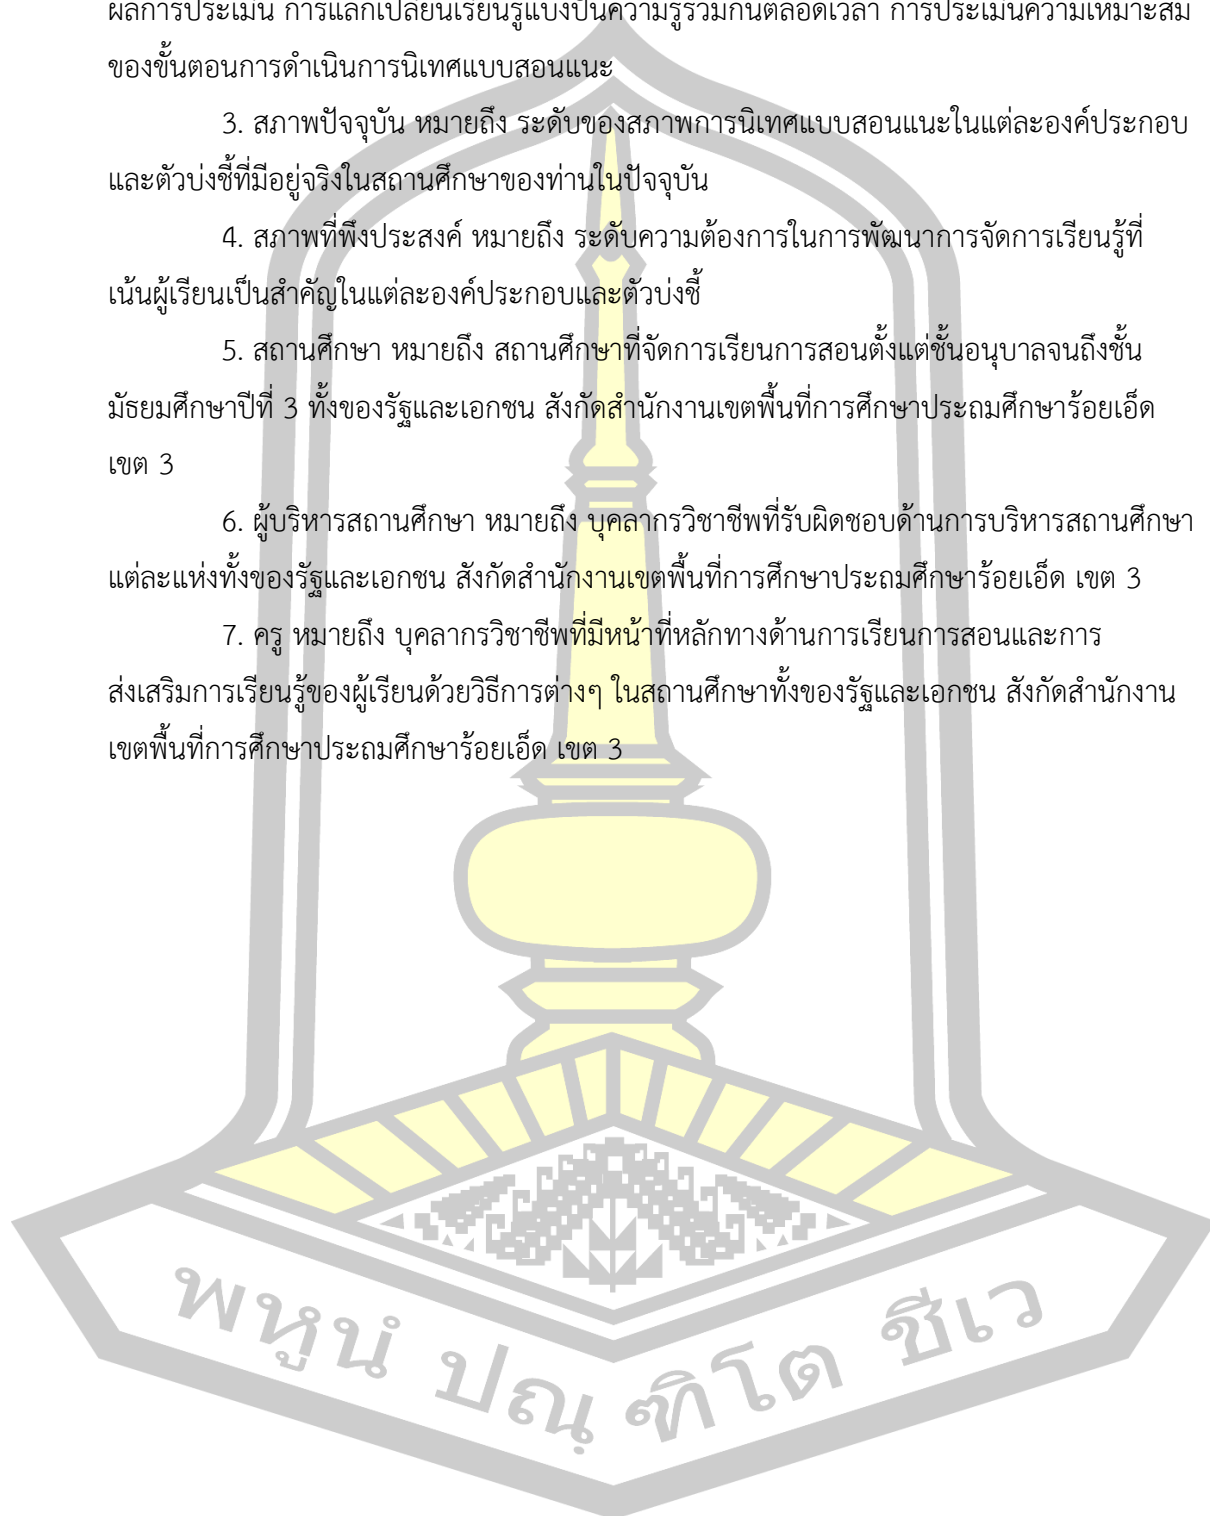 ผลการประเมิน การแลกเปลี่ยนเรียนรู้แบ่งปันความรู้ร่วมกันตลอดเวลา การประเมินความเหมาะสม
ของขั้นตอนการดำเนินการนิเทศแบบสอนแนะ
3. สภาพปัจจุบัน หมายถึง ระดับของสภาพการนิเทศแบบสอนแนะในแต่ละองค์ประกอบ
และตัวบ่งชี้ที่มีอยู่จริงในสถานศึกษาของท่านในปัจจุบัน
4. สภาพที่พึงประสงค์ หมายถึง ระดับความต้องการในการพัฒนาการจัดการเรียนรู้ที่
เน้นผู้เรียนเป็นสำคัญในแต่ละองค์ประกอบและตัวบ่งชี้
5. สถานศึกษา หมายถึง สถานศึกษาที่จัดการเรียนการสอนตั้งแต่ชั้นอนุบาลจนถึงชั้น
มัธยมศึกษาปีที่ 3 ทั้งของรัฐและเอกชน สังกัดสำนักงานเขตพื้นที่การศึกษาประถมศึกษาร้อยเอ็ด
เขต 3
6. ผู้บริหารสถานศึกษา หมายถึง บุคลากรวิชาชีพที่รับผิดชอบด้านการบริหารสถานศึกษา
แต่ละแห่งทั้งของรัฐและเอกชน สังกัดสำนักงานเขตพื้นที่การศึกษาประถมศึกษาร้อยเอ็ด เขต 3
7. ครู หมายถึง บุคลากรวิชาชีพที่มีหน้าที่หลักทางด้านการเรียนการสอนและการ
ส่งเสริมการเรียนรู้ของผู้เรียนด้วยวิธีการต่างๆ ในสถานศึกษาทั้งของรัฐและเอกชน สังกัดสำนักงาน
เขตพื้นที่การศึกษาประถมศึกษาร้อยเอ็ด เขต 3
พหูนํ ปณฺ ฑิโต ชีเว